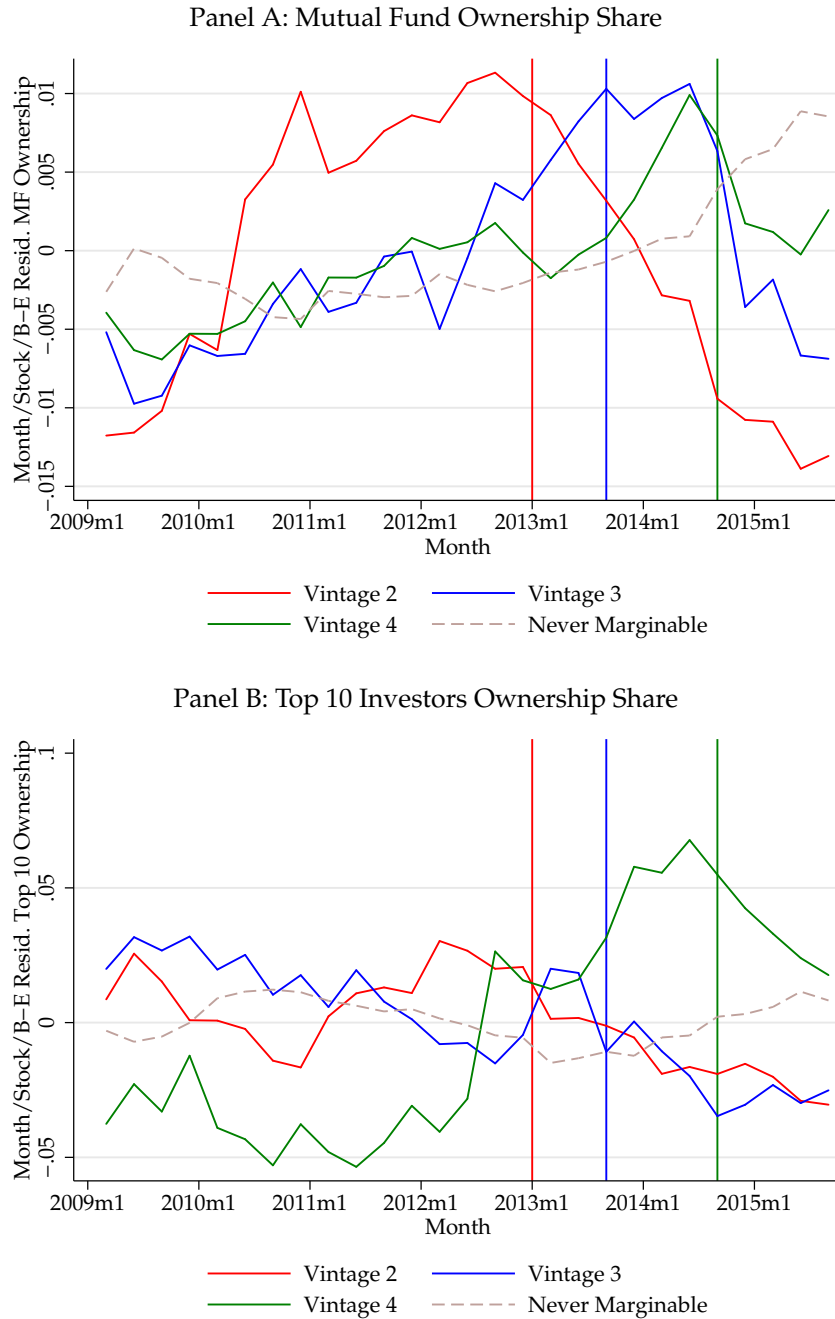 Panel A: Mutual Fund Ownership Share
Month/Stock/B−E Resid. MF Ownership
.01
.005
0
−.005
−.01
−.015
2009m1 2010m1 2011m1 2012m1 2013m1 2014m1 2015m1
Month
Vintage 2 Vintage 3
Vintage 4 Never Marginable
Panel B: Top 10 Investors Ownership Share
Month/Stock/B−E Resid. Top 10 Ownership
.1
.05
0
−.05
2009m1 2010m1 2011m1 2012m1 2013m1 2014m1 2015m1
Month
Vintage 2 Vintage 3
Vintage 4 Never Marginable